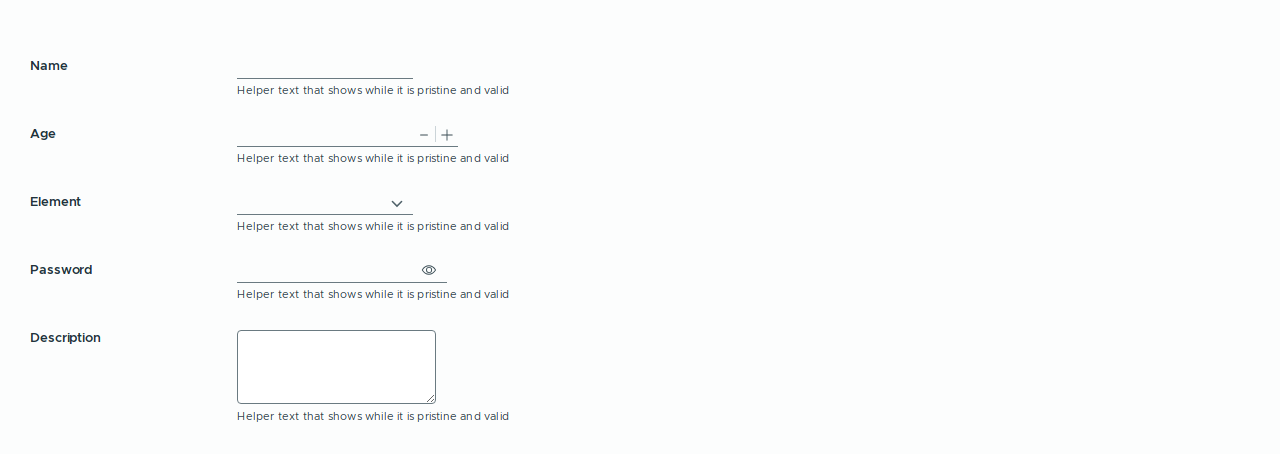 Name
Helper text that shows while it is pristine and valid
Age
Helper text that shows while it is pristine and valid
Element
Helper text that shows while it is pristine and valid
Password
Helper text that shows while it is pristine and valid
Description
Helper text that shows while it is pristine and valid